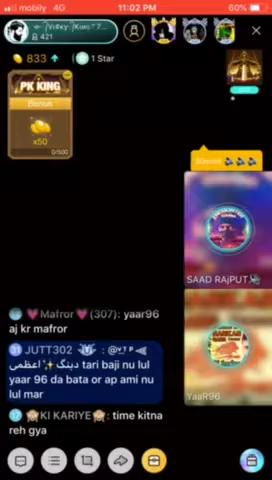 mobily 4G 11:02 PM 60%
421
833
1 Star
PK KING
Bonus
x50
0/500
SAAD RAjPUT
Mafror (307): yaar96
aj kr mafror
JUTT302 : @
دبنگ اعظمی tari baji nu lul
yaar 96 da bata or ap ami nu
lul mar
KI KARIYE : time kitna
reh gya
YaaR96